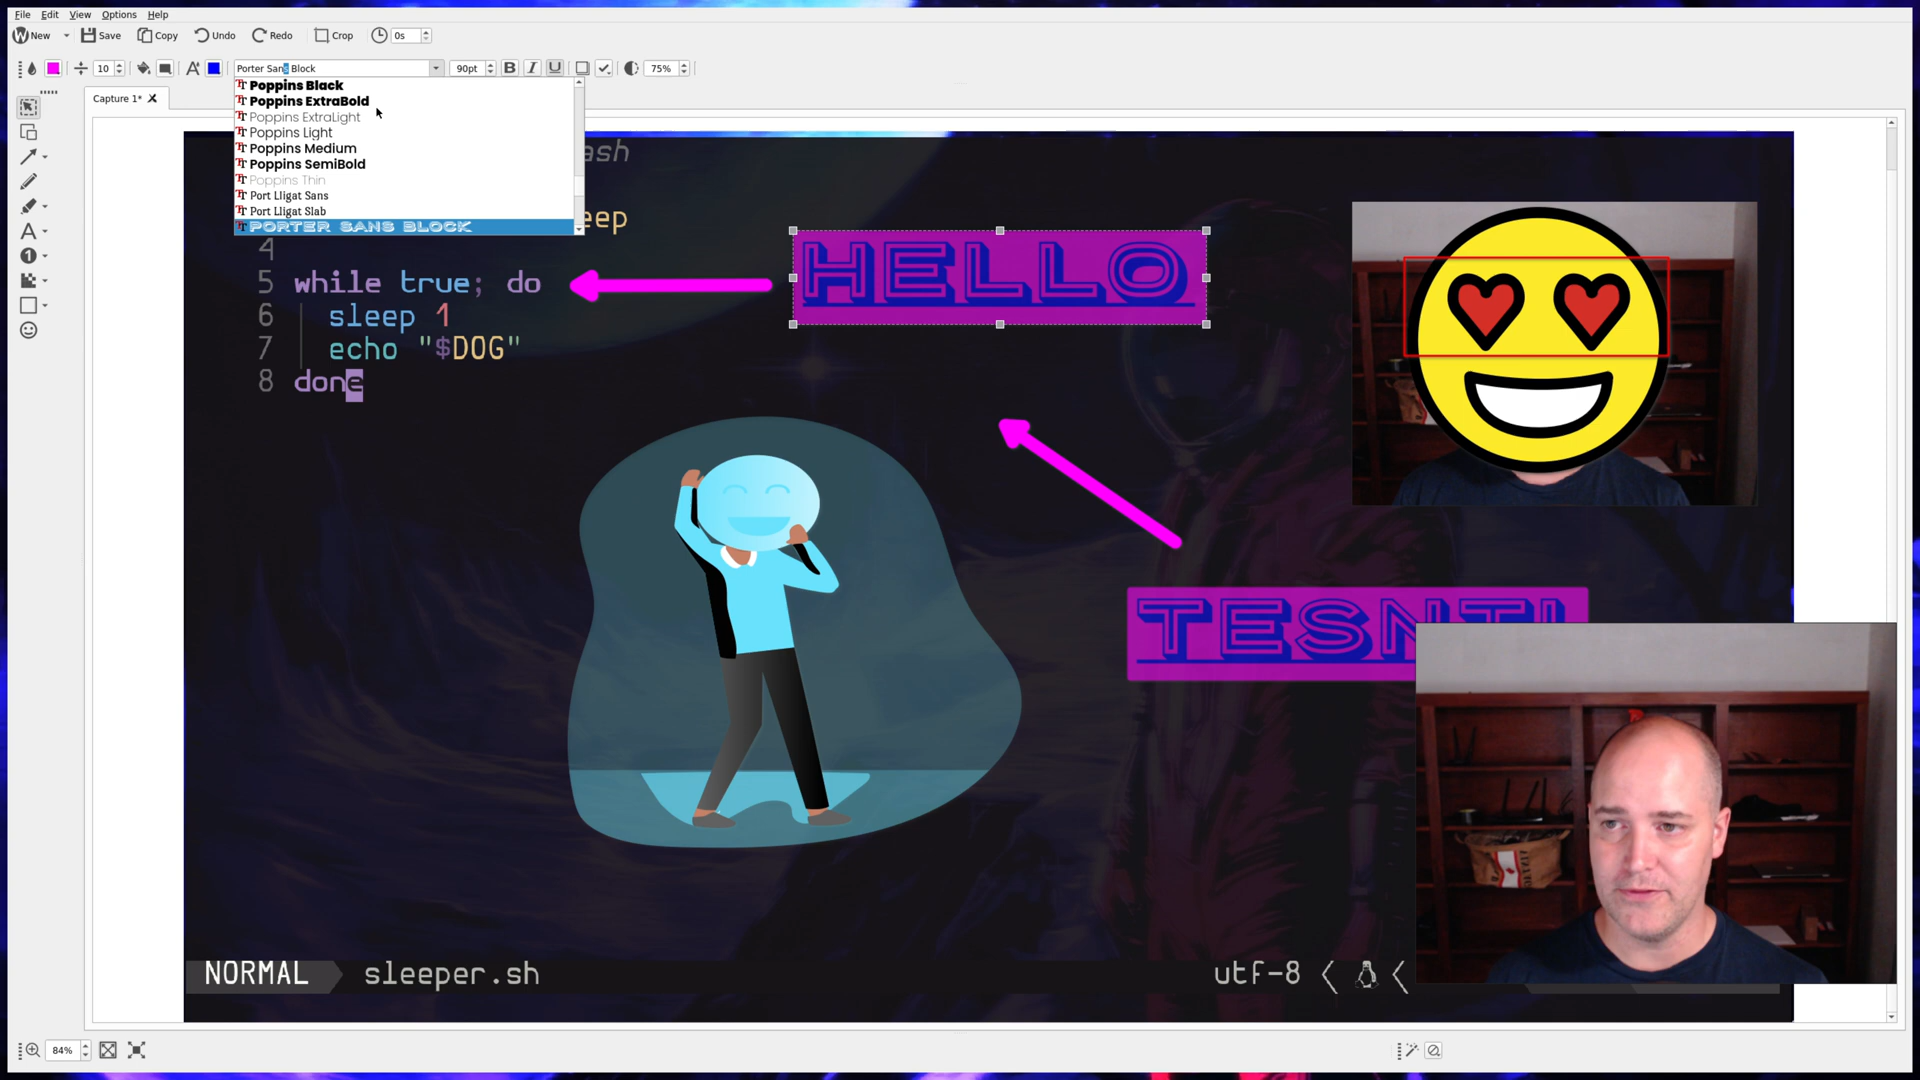 File Edit View Options Help
New Save Copy Undo Redo Crop 0s
10 Porter Sans Block 90pt B I U 75%
Capture 1*
Poppins Black
Poppins ExtraBold
Poppins ExtraLight
Poppins Light
Poppins Medium
Poppins SemiBold
Poppins Thin
Port Lligat Sans
Port Lligat Slab
PORTER SANS BLOCK
ash
eep
4
5 while true; do
6 sleep 1
7 echo "$DOG"
8 done
HELLO
TESNT!
NORMAL sleeper.sh utf-8
84%